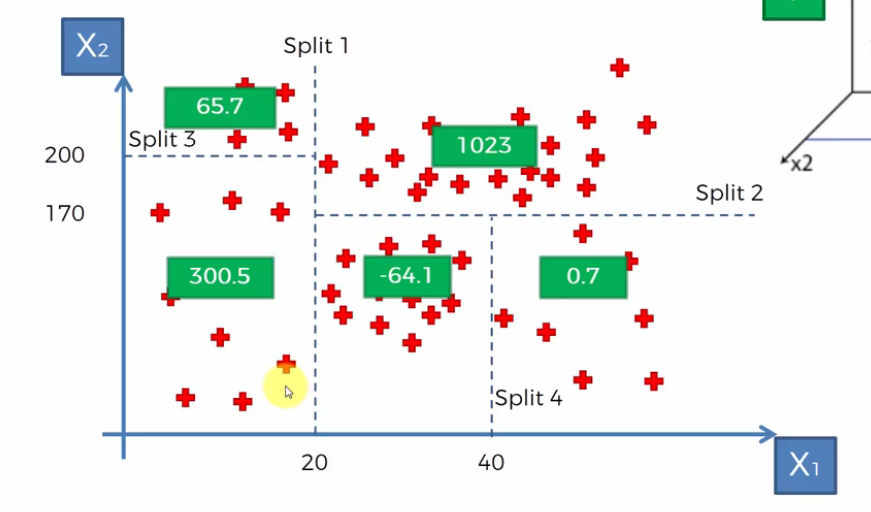 X₂
Split 1
65.7
Split 3
1023
200
x2
170
Split 2
300.5
-64.1
0.7
Split 4
20
40
X₁